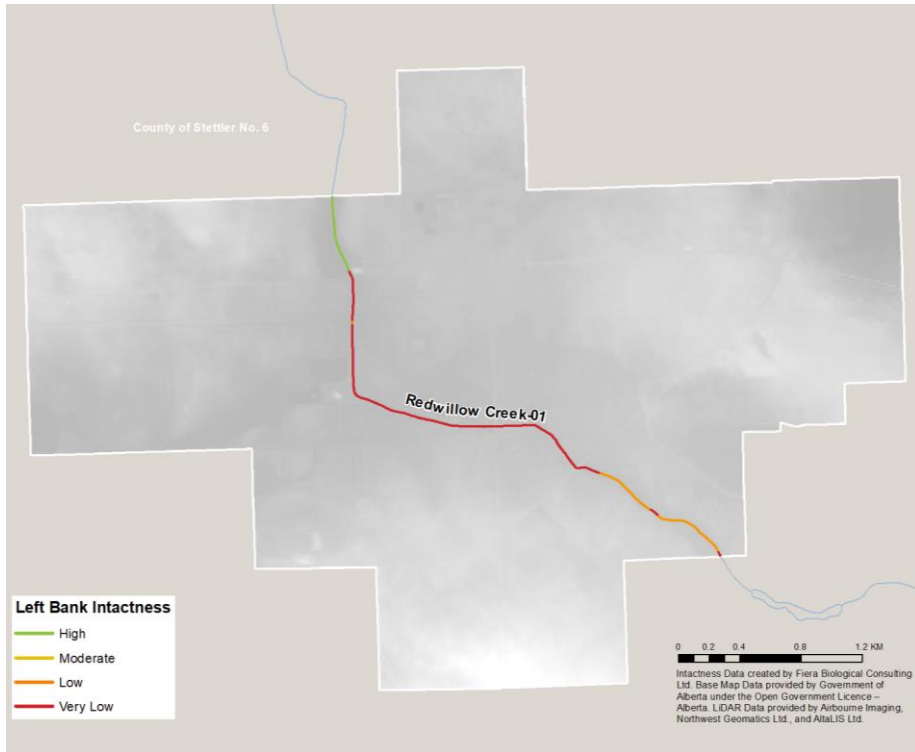 County of Stettler No. 6
Redwillow Creek-01
Left Bank Intactness
High
Moderate
Low
Very Low
0 0.2 0.4 0.8 1.2 KM
Intactness Data created by Fiera Biological Consulting
Ltd. Base Map Data provided by Government of
Alberta under the Open Government Licence –
Alberta. LiDAR Data provided by Airbourne Imaging,
Northwest Geomatics Ltd., and AltaLIS Ltd.